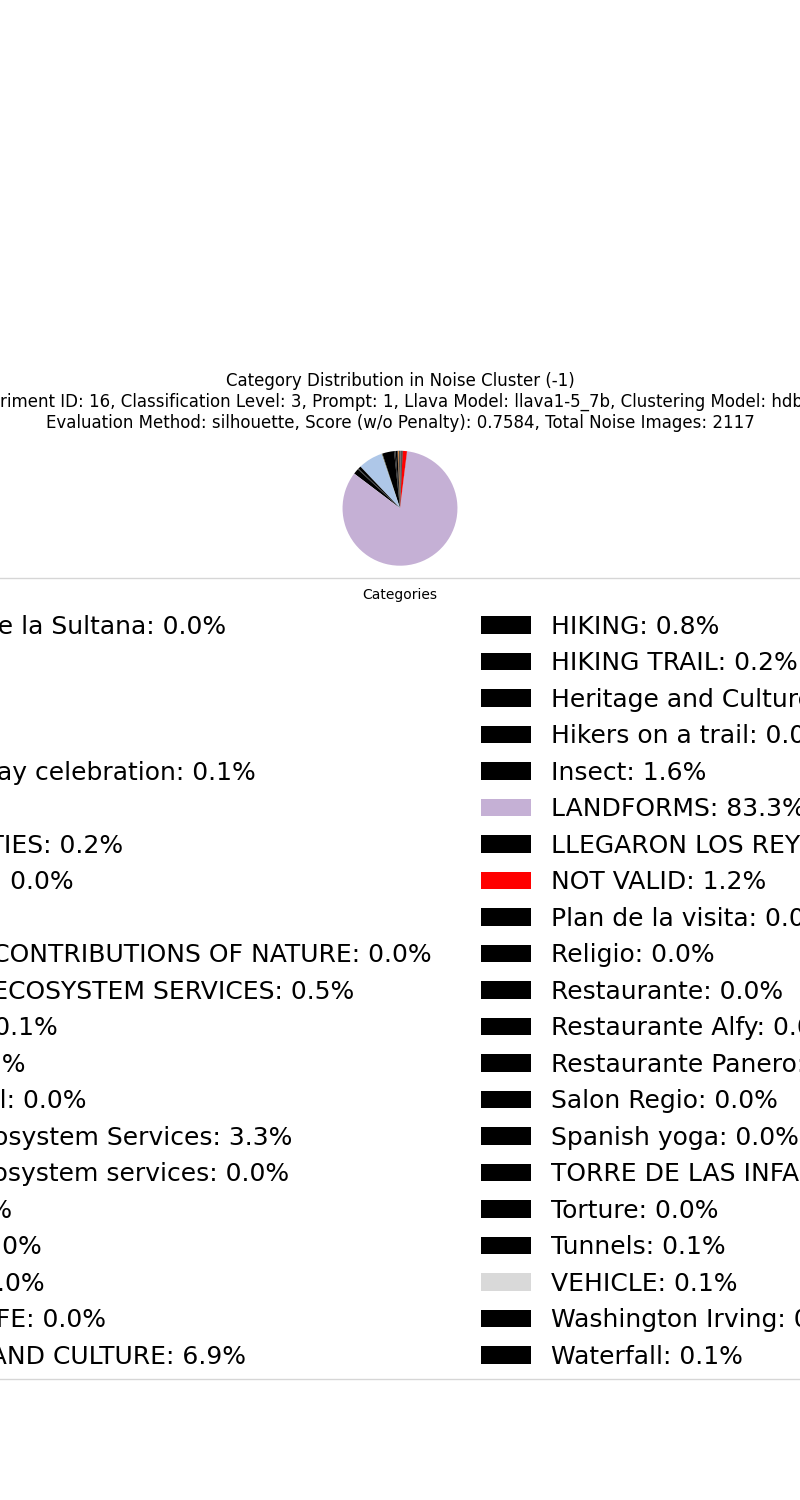 Category Distribution in Noise Cluster (-1)
riment ID: 16, Classification Level: 3, Prompt: 1, Llava Model: llava1-5_7b, Clustering Model: hdb
Evaluation Method: silhouette, Score (w/o Penalty): 0.7584, Total Noise Images: 2117
Categories
e la Sultana: 0.0%
ay celebration: 0.1%
TIES: 0.2%
0.0%
CONTRIBUTIONS OF NATURE: 0.0%
ECOSYSTEM SERVICES: 0.5%
0.1%
%
l: 0.0%
osystem Services: 3.3%
osystem services: 0.0%
%
0%
.0%
FE: 0.0%
AND CULTURE: 6.9%
HIKING: 0.8%
HIKING TRAIL: 0.2%
Heritage and Culture
Hikers on a trail: 0.0
Insect: 1.6%
LANDFORMS: 83.3%
LLEGARON LOS REY
NOT VALID: 1.2%
Plan de la visita: 0.0
Religio: 0.0%
Restaurante: 0.0%
Restaurante Alfy: 0.0
Restaurante Panero:
Salon Regio: 0.0%
Spanish yoga: 0.0%
TORRE DE LAS INFA
Torture: 0.0%
Tunnels: 0.1%
VEHICLE: 0.1%
Washington Irving: 0
Waterfall: 0.1%